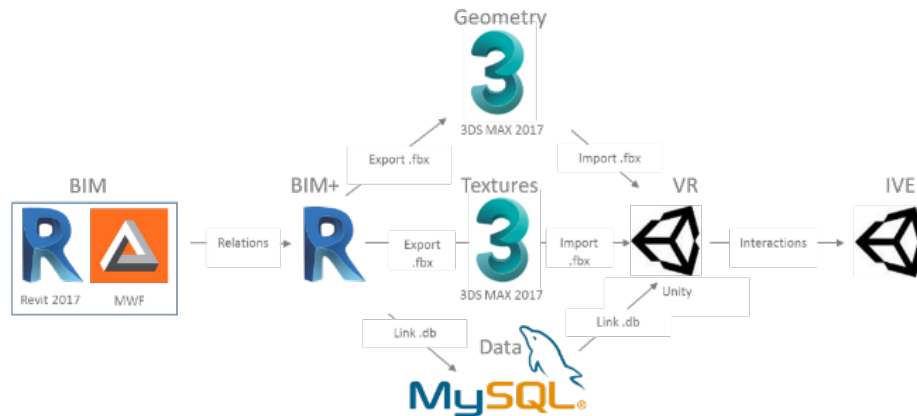 Geometry
3DS MAX 2017
Export .fbx
Import .fbx
BIM
BIM+
Textures
VR
IVE
Relations
Export
.fbx
Import
.fbx
Interactions
Revit 2017
MWF
3DS MAX 2017
Unity
Link .db
Link .db
Data
MySQL®